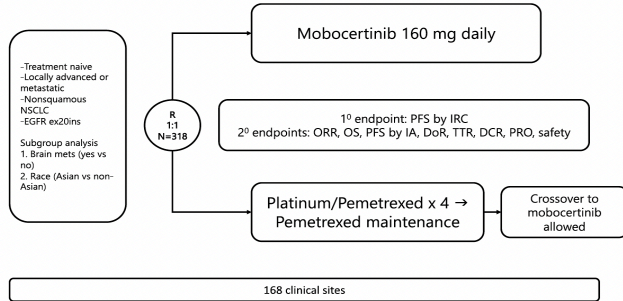 Mobocertinib 160 mg daily
-Treatment naive
-Locally advanced or
metastatic
-Nonsquamous
NSCLC
-EGFR ex20ins
Subgroup analysis
1. Brain mets (yes vs
no)
2. Race (Asian vs non-
Asian)
R
1:1
N=318
1⁰ endpoint: PFS by IRC
2⁰ endpoints: ORR, OS, PFS by IA, DoR, TTR, DCR, PRO, safety
Platinum/Pemetrexed x 4 →
Pemetrexed maintenance
Crossover to
mobocertinib
allowed
168 clinical sites